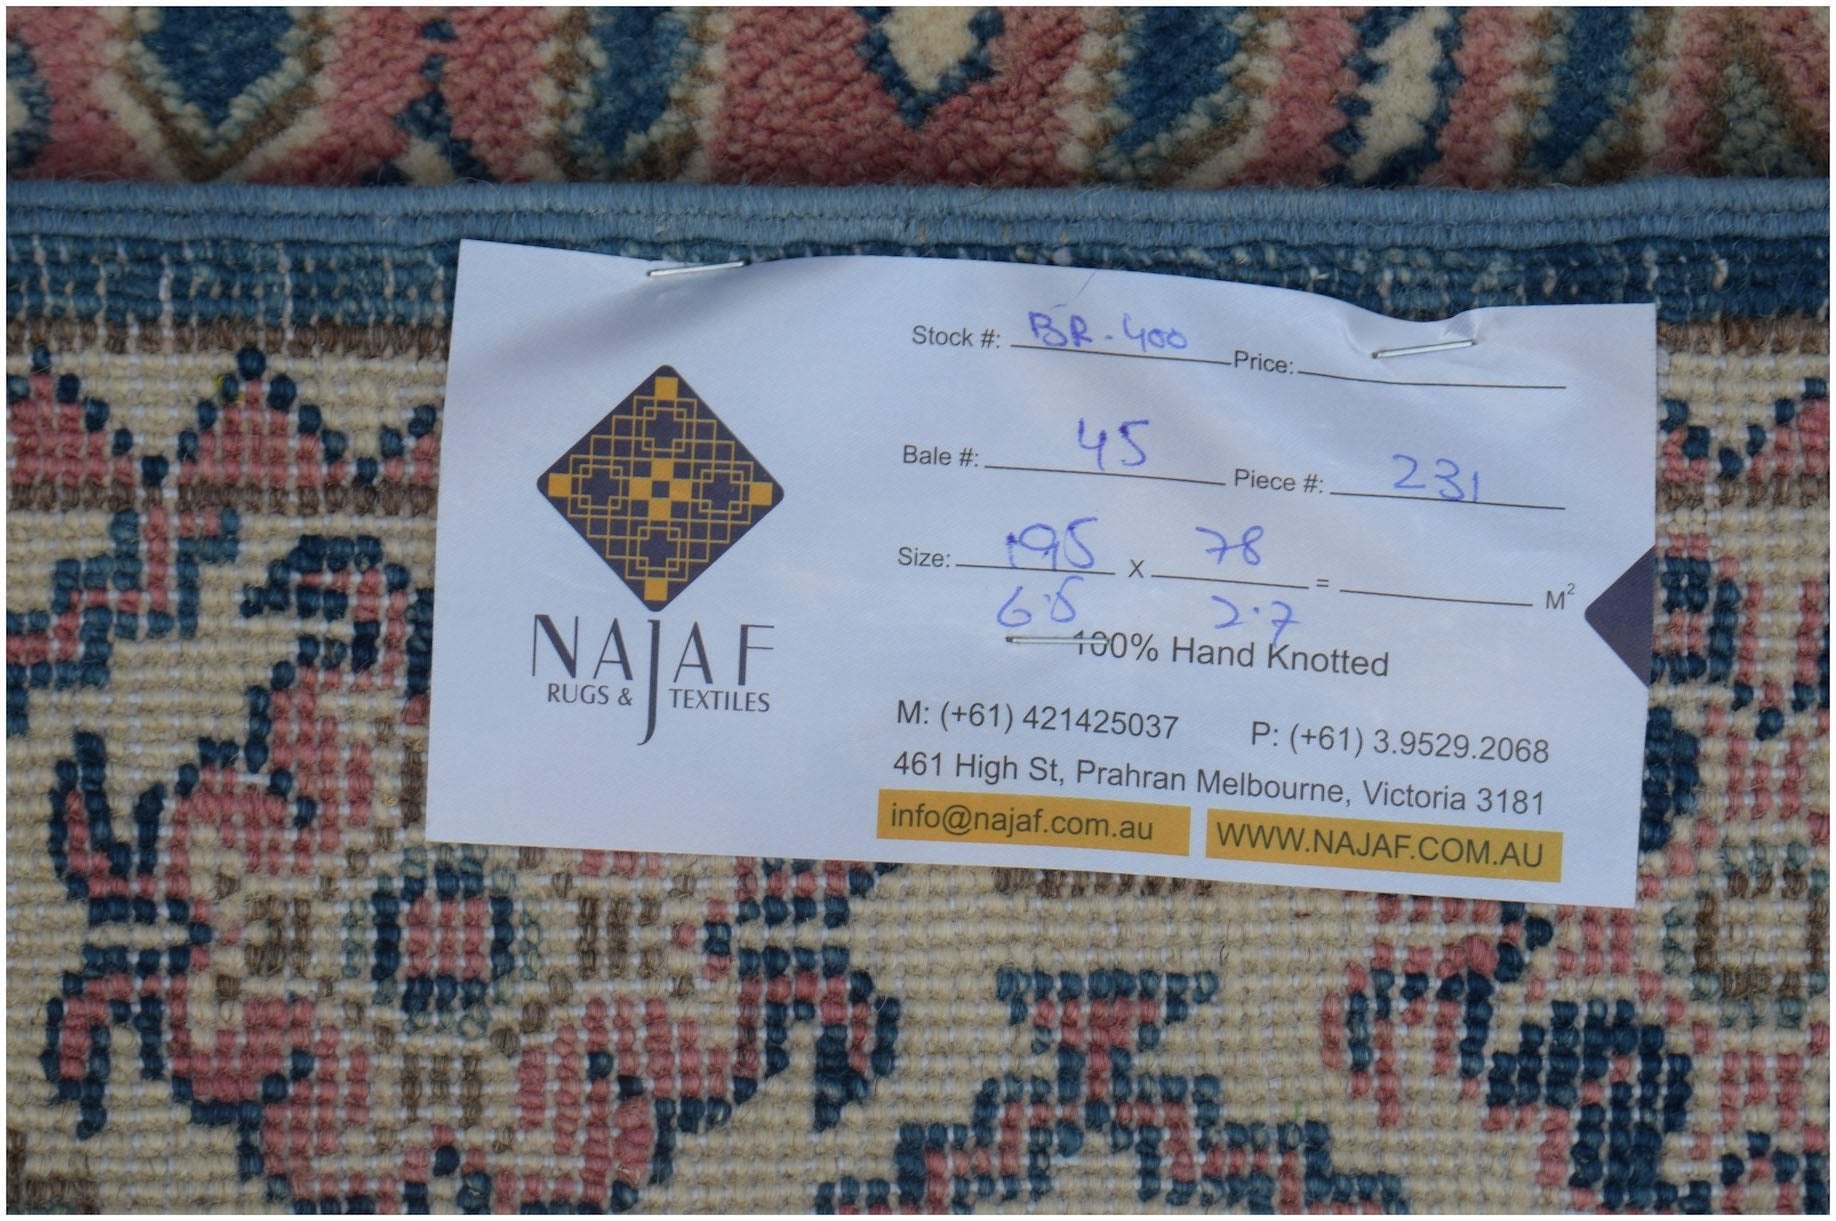 Stock #: BR-400 Price:
Bale #: 45 Piece #: 231
Size: 195 x 78 = M²
6.5 2.7
100% Hand Knotted
NAJAF
RUGS & TEXTILES
M: (+61) 421425037 P: (+61) 3.9529.2068
461 High St, Prahran Melbourne, Victoria 3181
info@najaf.com.au WWW.NAJAF.COM.AU